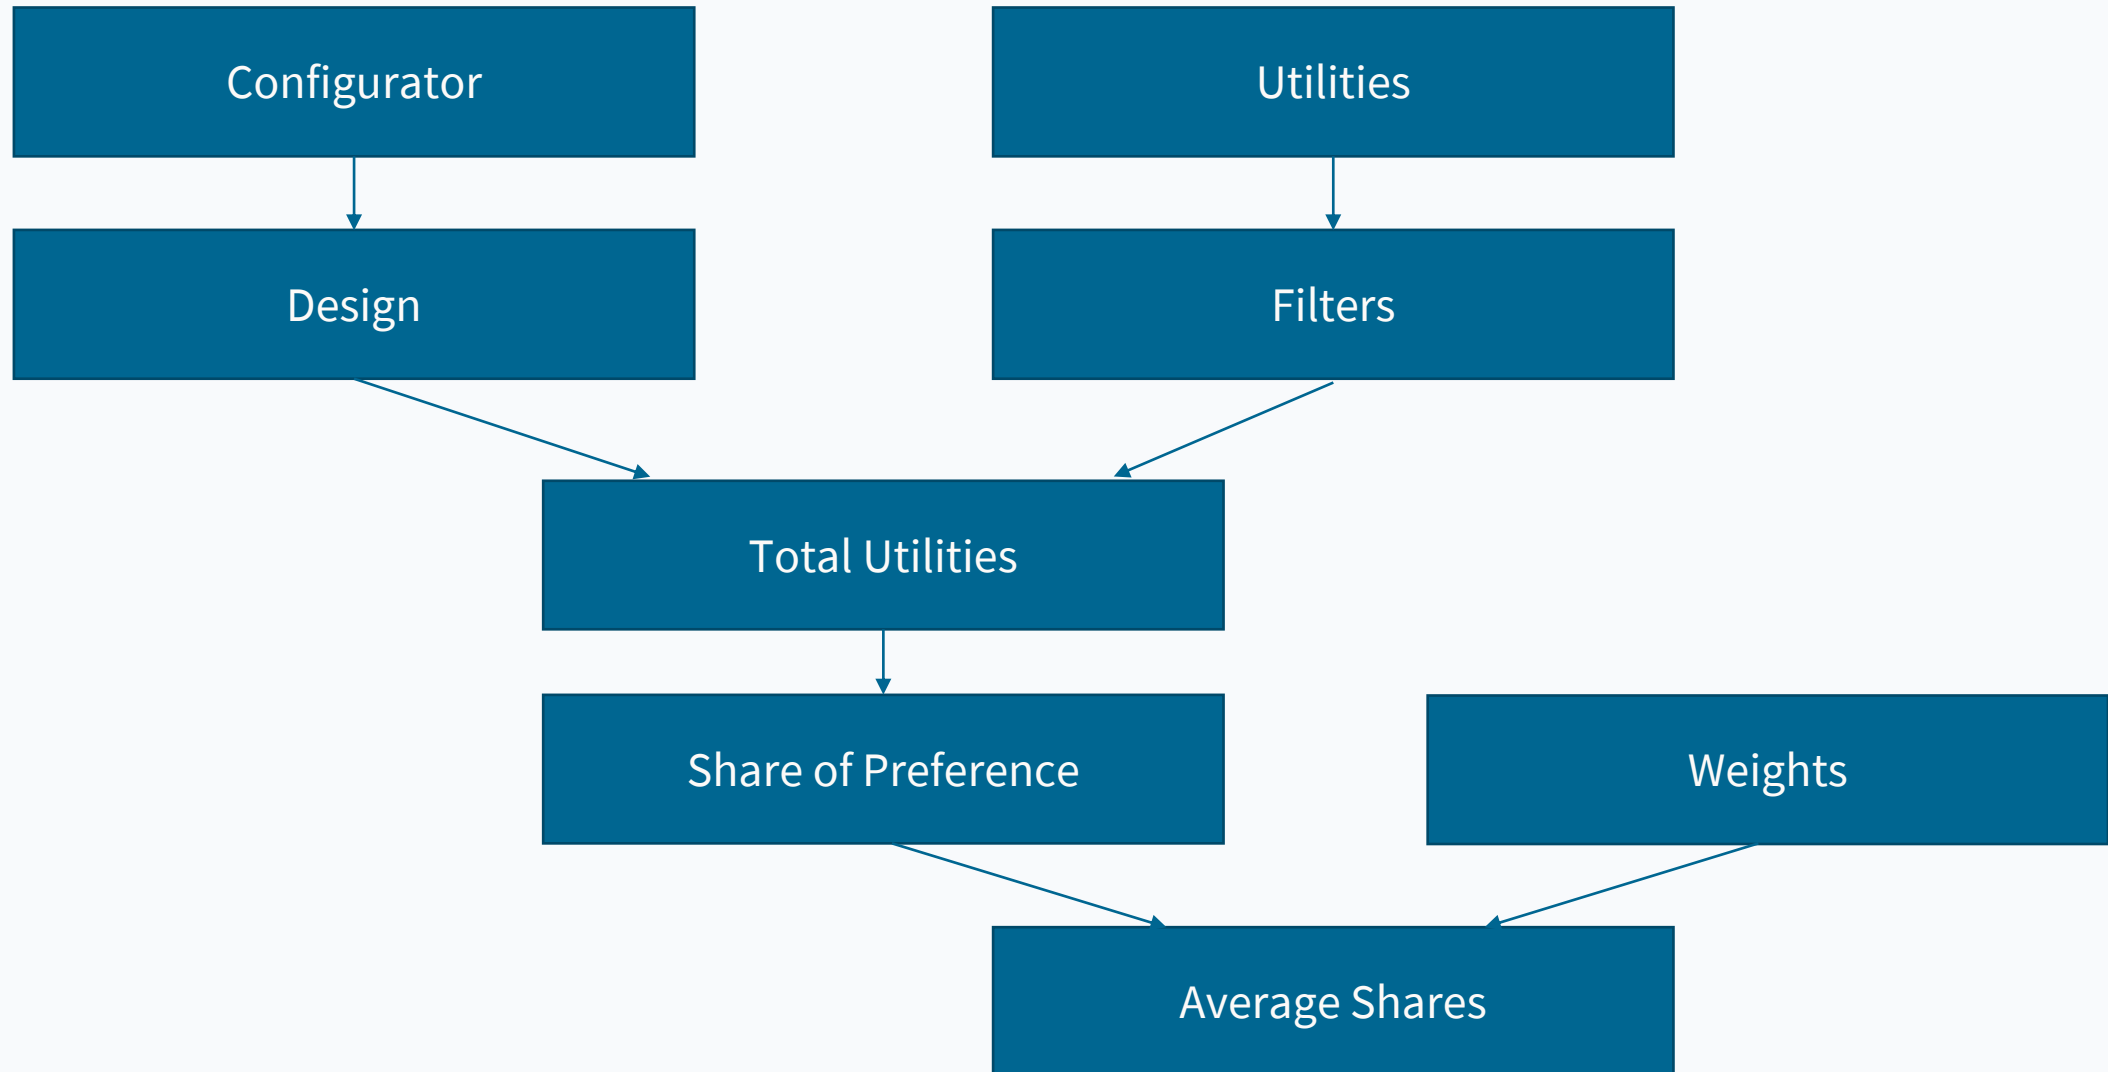 Configurator
Utilities
Design
Filters
Total Utilities
Share of Preference
Weights
Average Shares